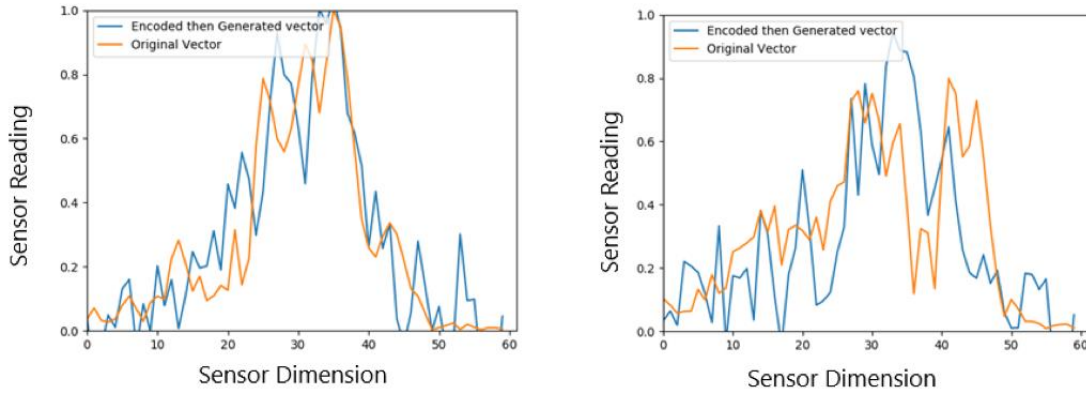 1.0
0.8
0.6
0.4
0.2
0.0
Sensor Reading
Encoded then Generated vector
Original Vector
0 10 20 30 40 50 60
Sensor Dimension
1.0
0.8
0.6
0.4
0.2
0.0
Sensor Reading
Encoded then Generated vector
Original Vector
0 10 20 30 40 50 60
Sensor Dimension